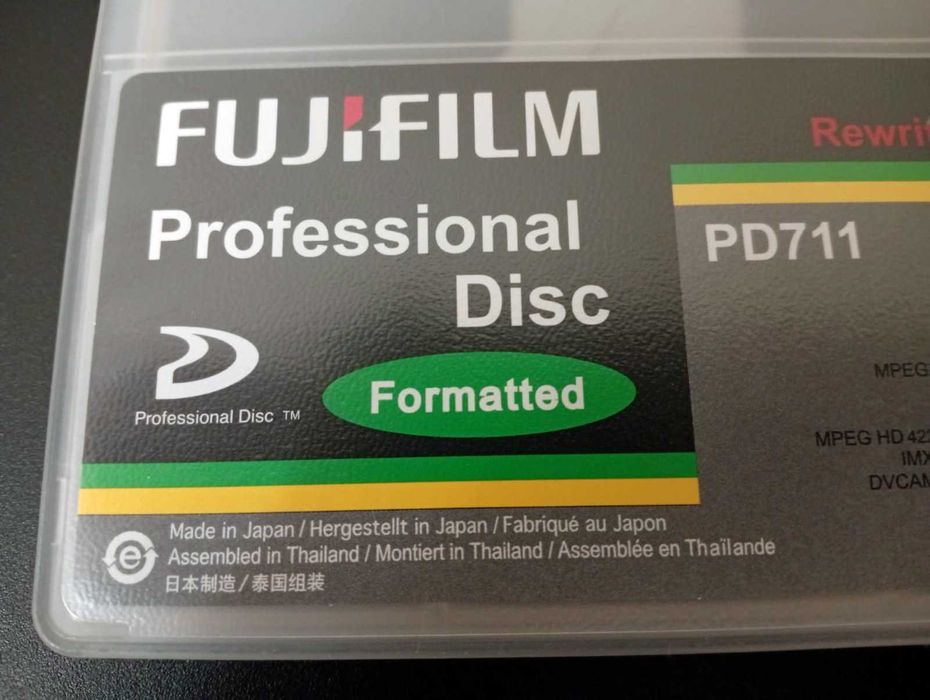 FUJIFILM
Professional
Disc
Professional Disc ™
Formatted
Rewrit
PD711
MPEG
MPEG HD 422
IMX
DVCAM
Made in Japan / Hergestellt in Japan / Fabriqué au Japon
Assembled in Thailand / Montiert in Thailand / Assemblée en Thaïlande
日本制造 / 泰国组装
e